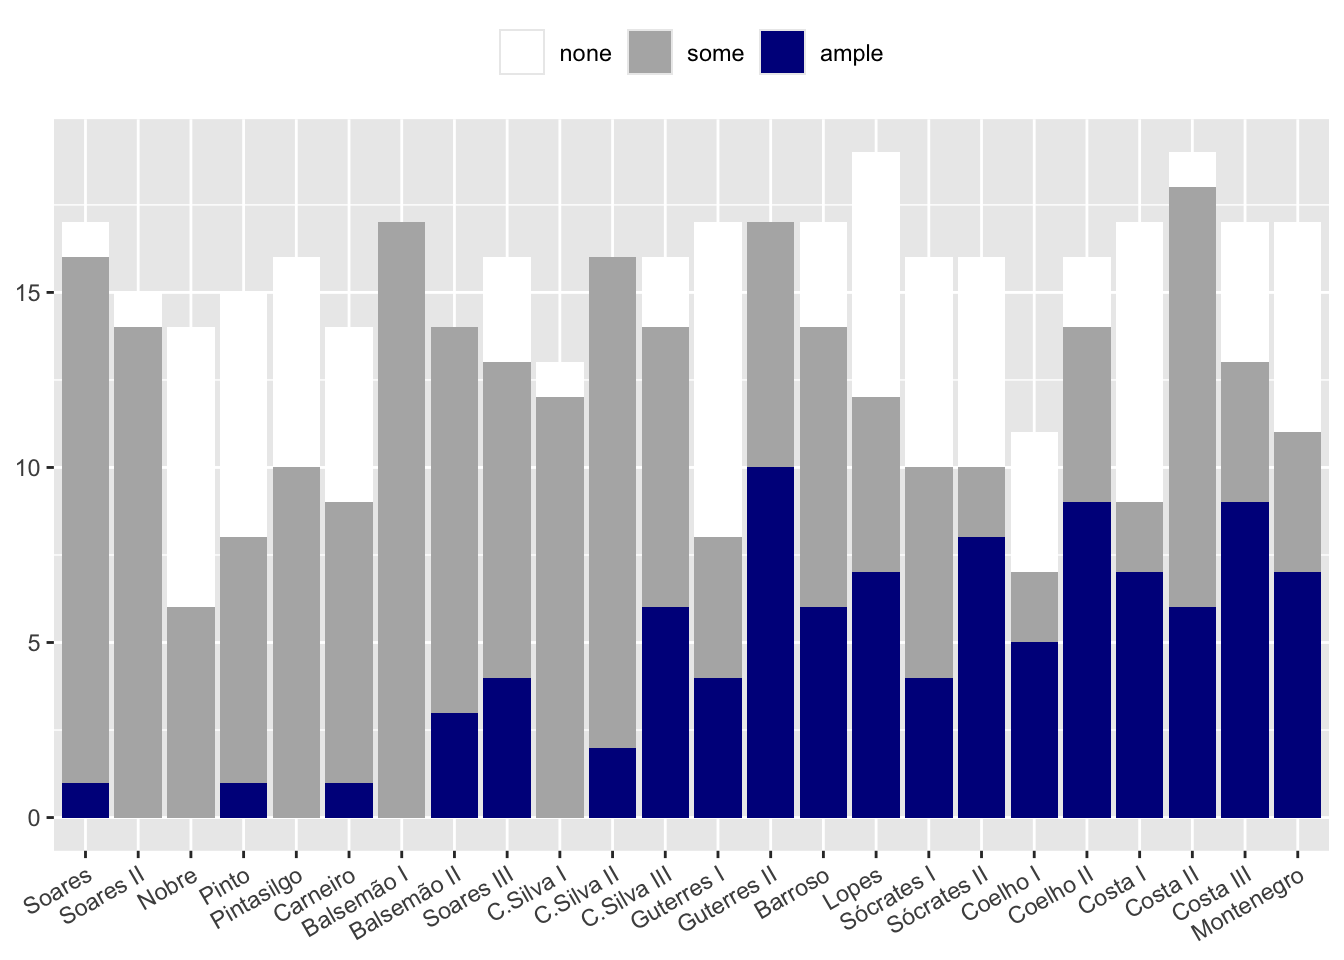 none some ample
15
10
5
0
Soares
Soares II
Nobre
Pinto
Pintasilgo
Carneiro
Balsemão I
Balsemão II
Soares III
C.Silva I
C.Silva II
C.Silva III
Guterres I
Guterres II
Barroso
Lopes
Sócrates I
Sócrates II
Coelho I
Coelho II
Costa I
Costa II
Costa III
Montenegro